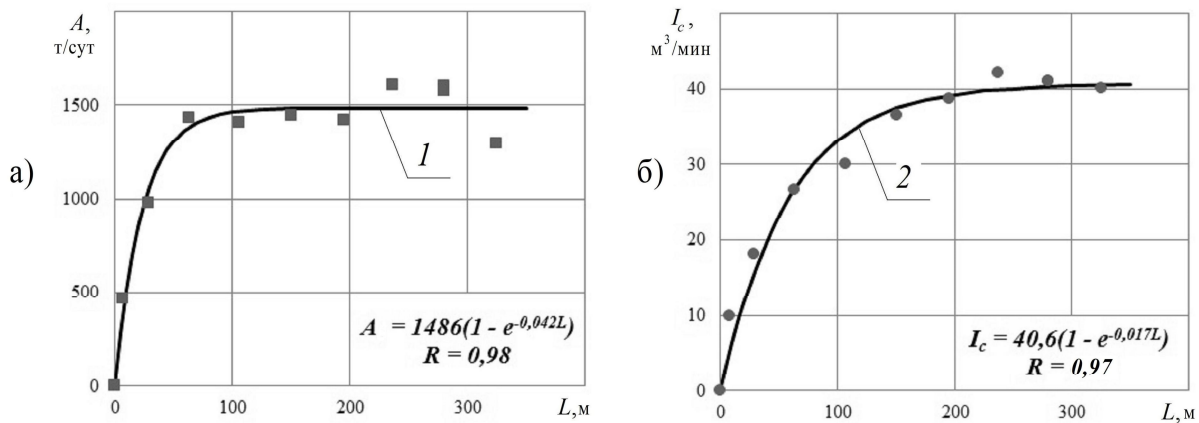 а)
A,
т/сут
1500
1000
500
0
0 100 200 300 L, м
1
A = 1486(1 - e^-0,042L)
R = 0,98
б)
I_c,
м³/мин
40
30
20
10
0
0 100 200 300 L, м
2
I_c = 40,6(1 - e^-0,017L)
R = 0,97